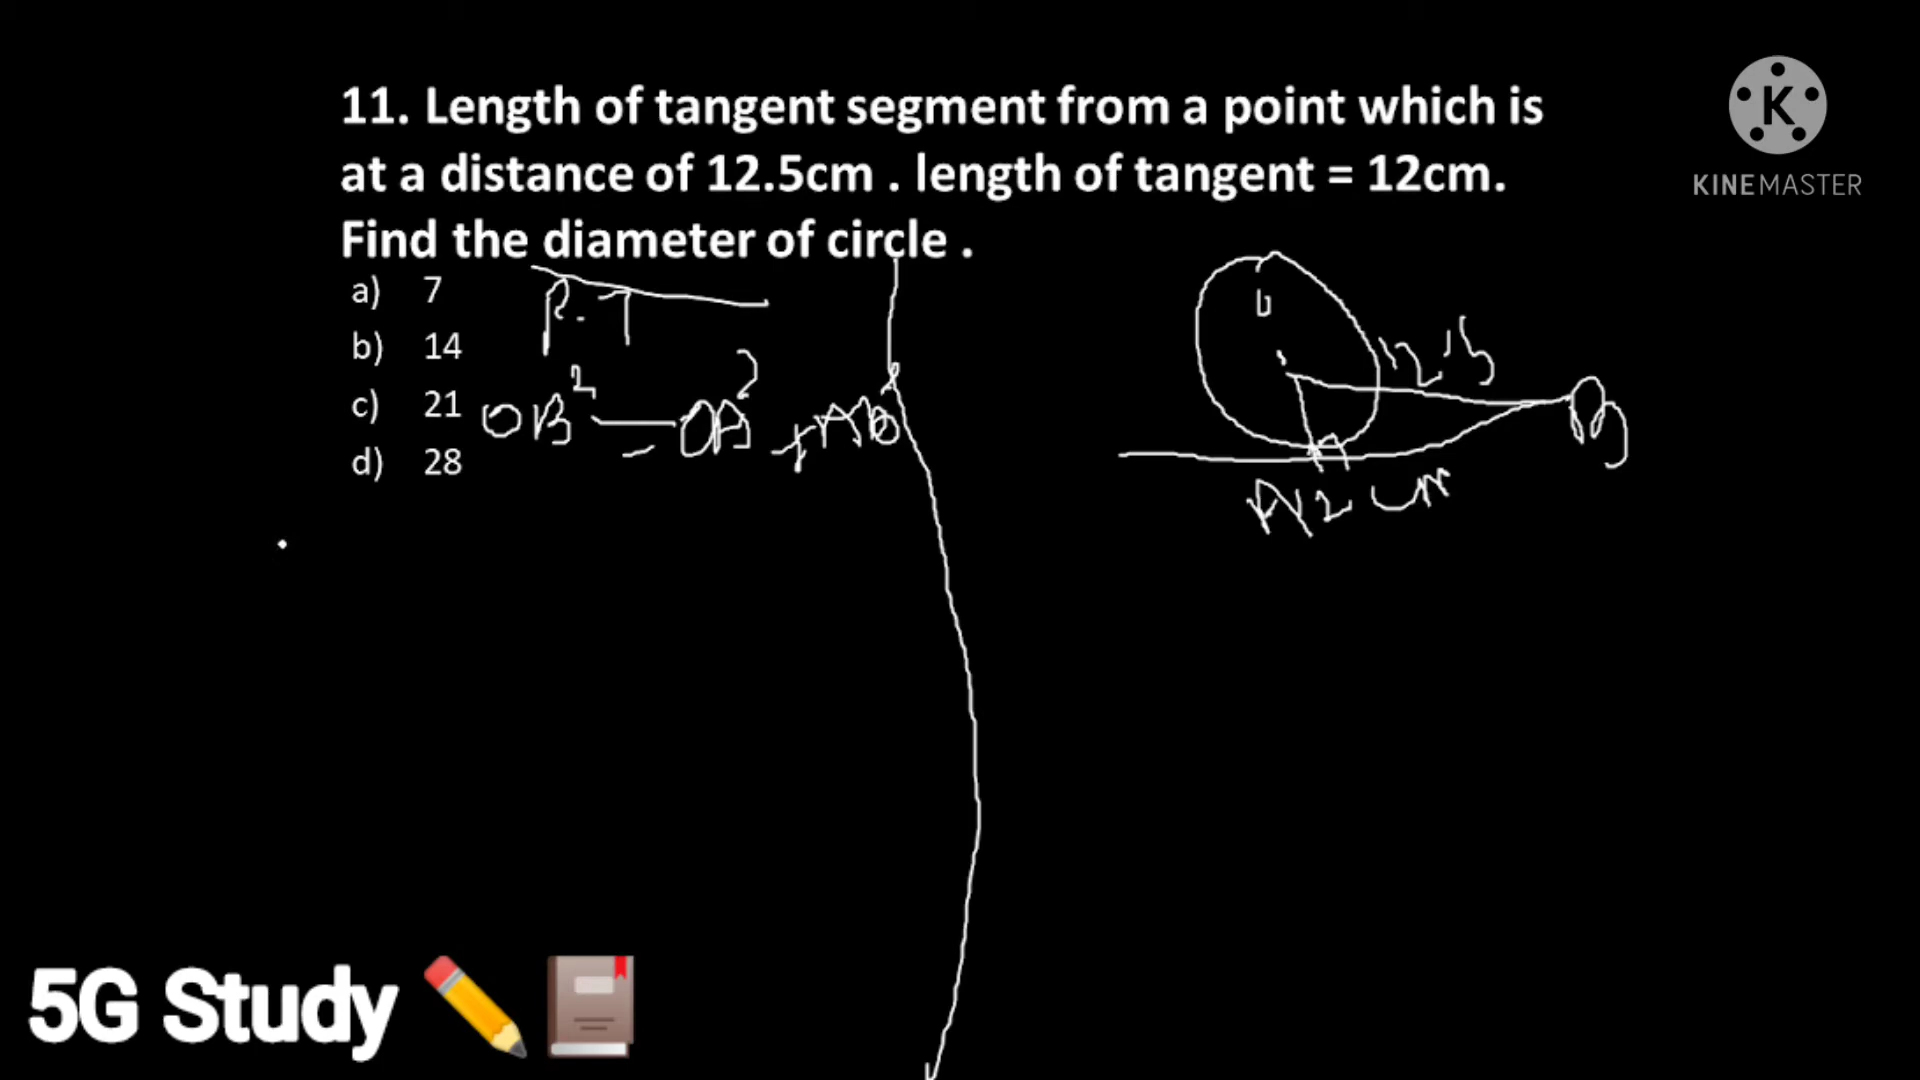 11. Length of tangent segment from a point which is
at a distance of 12.5cm . length of tangent = 12cm.
Find the diameter of circle .
a) 7
b) 14
c) 21
d) 28
P.T
OB² = OA² + AB²
12.5
12 cm
KINEMASTER
5G Study